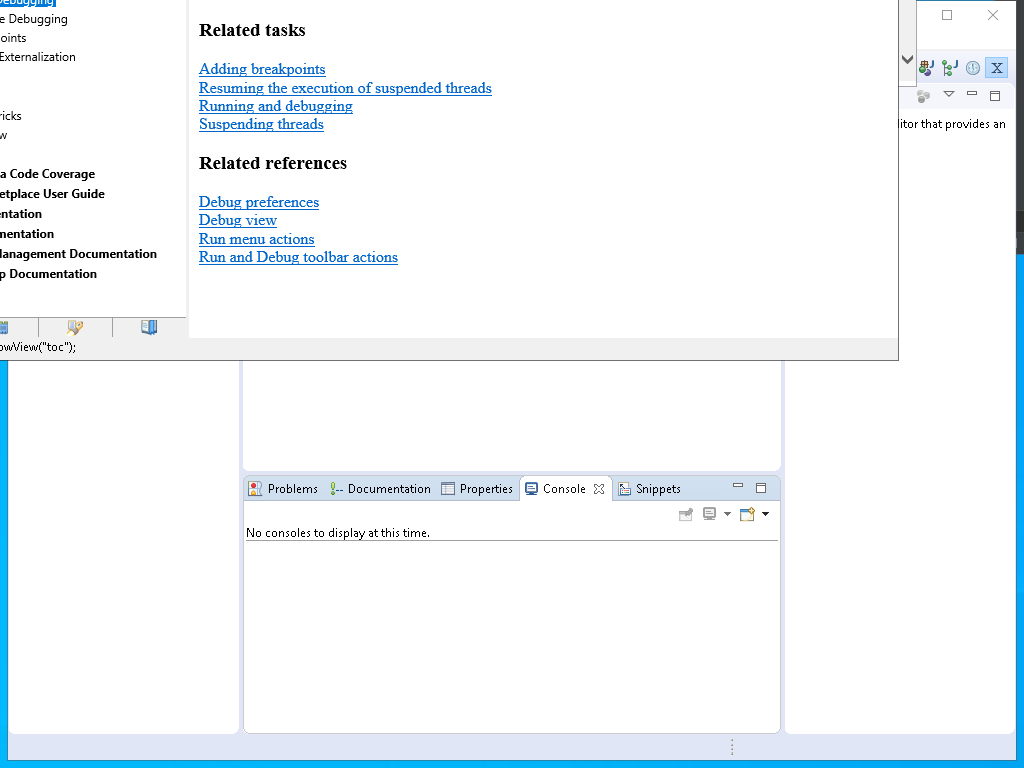 Debugging
e Debugging
oints
Externalization
ricks
w
a Code Coverage
etplace User Guide
entation
mentation
Management Documentation
p Documentation
owView("toc");
Related tasks
Adding breakpoints
Resuming the execution of suspended threads
Running and debugging
Suspending threads
Related references
Debug preferences
Debug view
Run menu actions
Run and Debug toolbar actions
itor that provides an
Problems
Documentation
Properties
Console
Snippets
No consoles to display at this time.